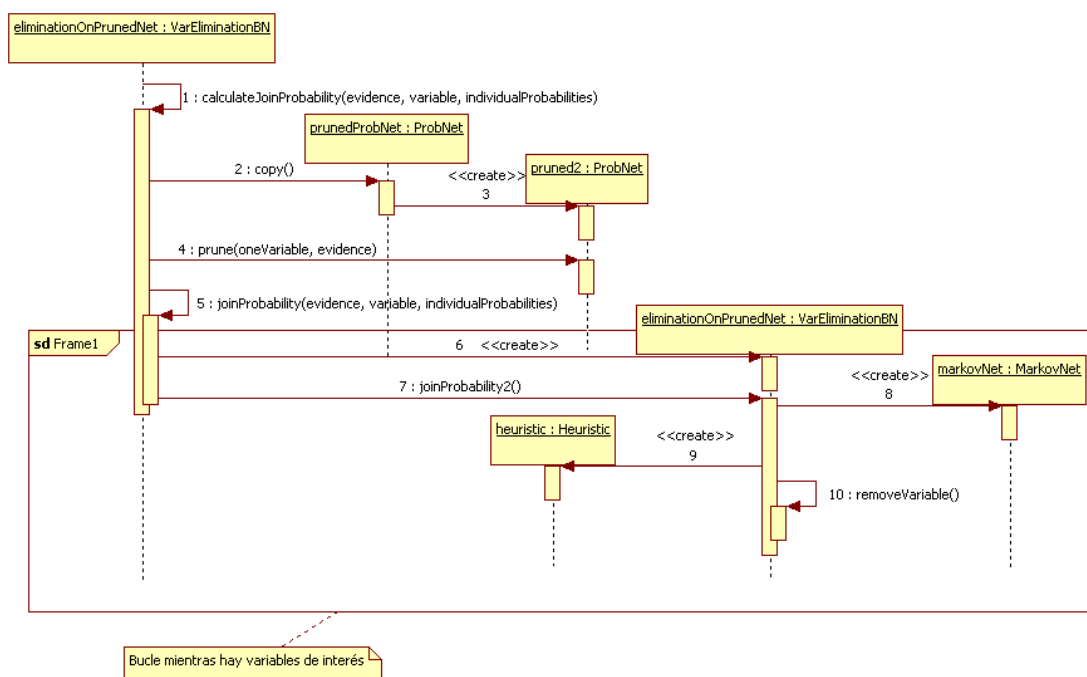 eliminationOnPrunedNet : VarEliminationBN
1 : calculateJoinProbability(evidence, variable, individualProbabilities)
prunedProbNet : ProbNet
2 : copy()
<<create>>
3
pruned2 : ProbNet
4 : prune(oneVariable, evidence)
5 : joinProbability(evidence, variable, individualProbabilities)
eliminationOnPrunedNet : VarEliminationBN
sd Frame1
6 <<create>>
7 : joinProbability2()
<<create>>
8
markovNet : MarkovNet
heuristic : Heuristic
<<create>>
9
10 : removeVariable()
Bucle mientras hay variables de interés